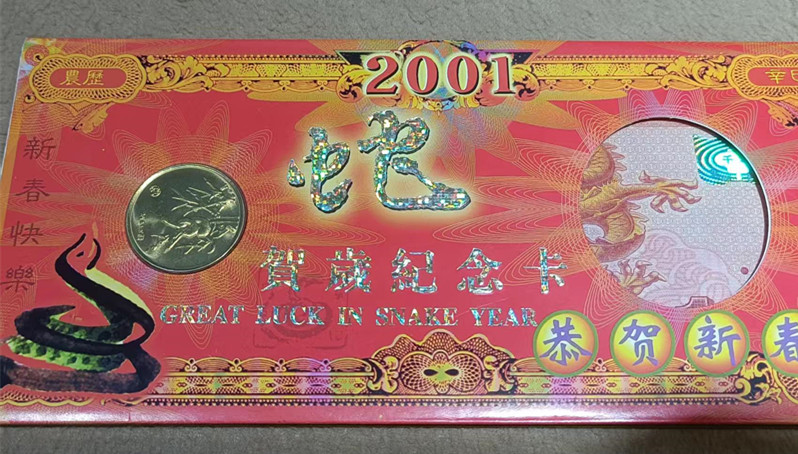 2001
農歷
辛巳
新春快樂
蛇
千
賀歲紀念卡
GREAT LUCK IN SNAKE YEAR
恭贺新春